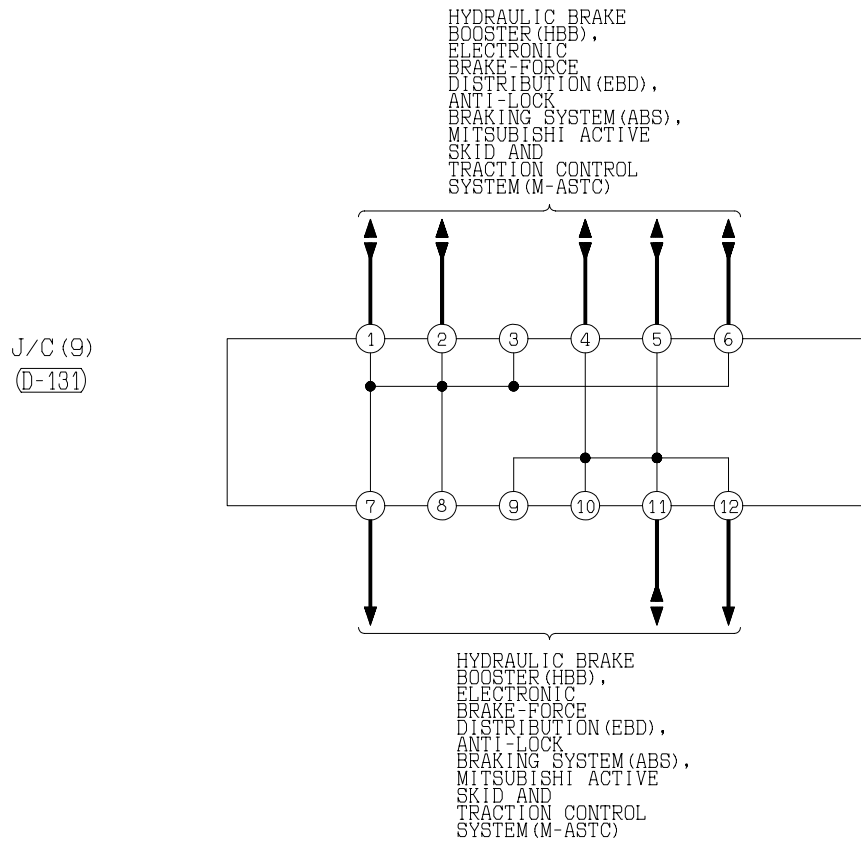 HYDRAULIC BRAKE
BOOSTER(HBB),
ELECTRONIC
BRAKE-FORCE
DISTRIBUTION(EBD),
ANTI-LOCK
BRAKING SYSTEM(ABS),
MITSUBISHI ACTIVE
SKID AND
TRACTION CONTROL
SYSTEM(M-ASTC)
1 2 3 4 5 6
J/C(9)
D-131
7 8 9 10 11 12
HYDRAULIC BRAKE
BOOSTER(HBB),
ELECTRONIC
BRAKE-FORCE
DISTRIBUTION(EBD),
ANTI-LOCK
BRAKING SYSTEM(ABS),
MITSUBISHI ACTIVE
SKID AND
TRACTION CONTROL
SYSTEM(M-ASTC)